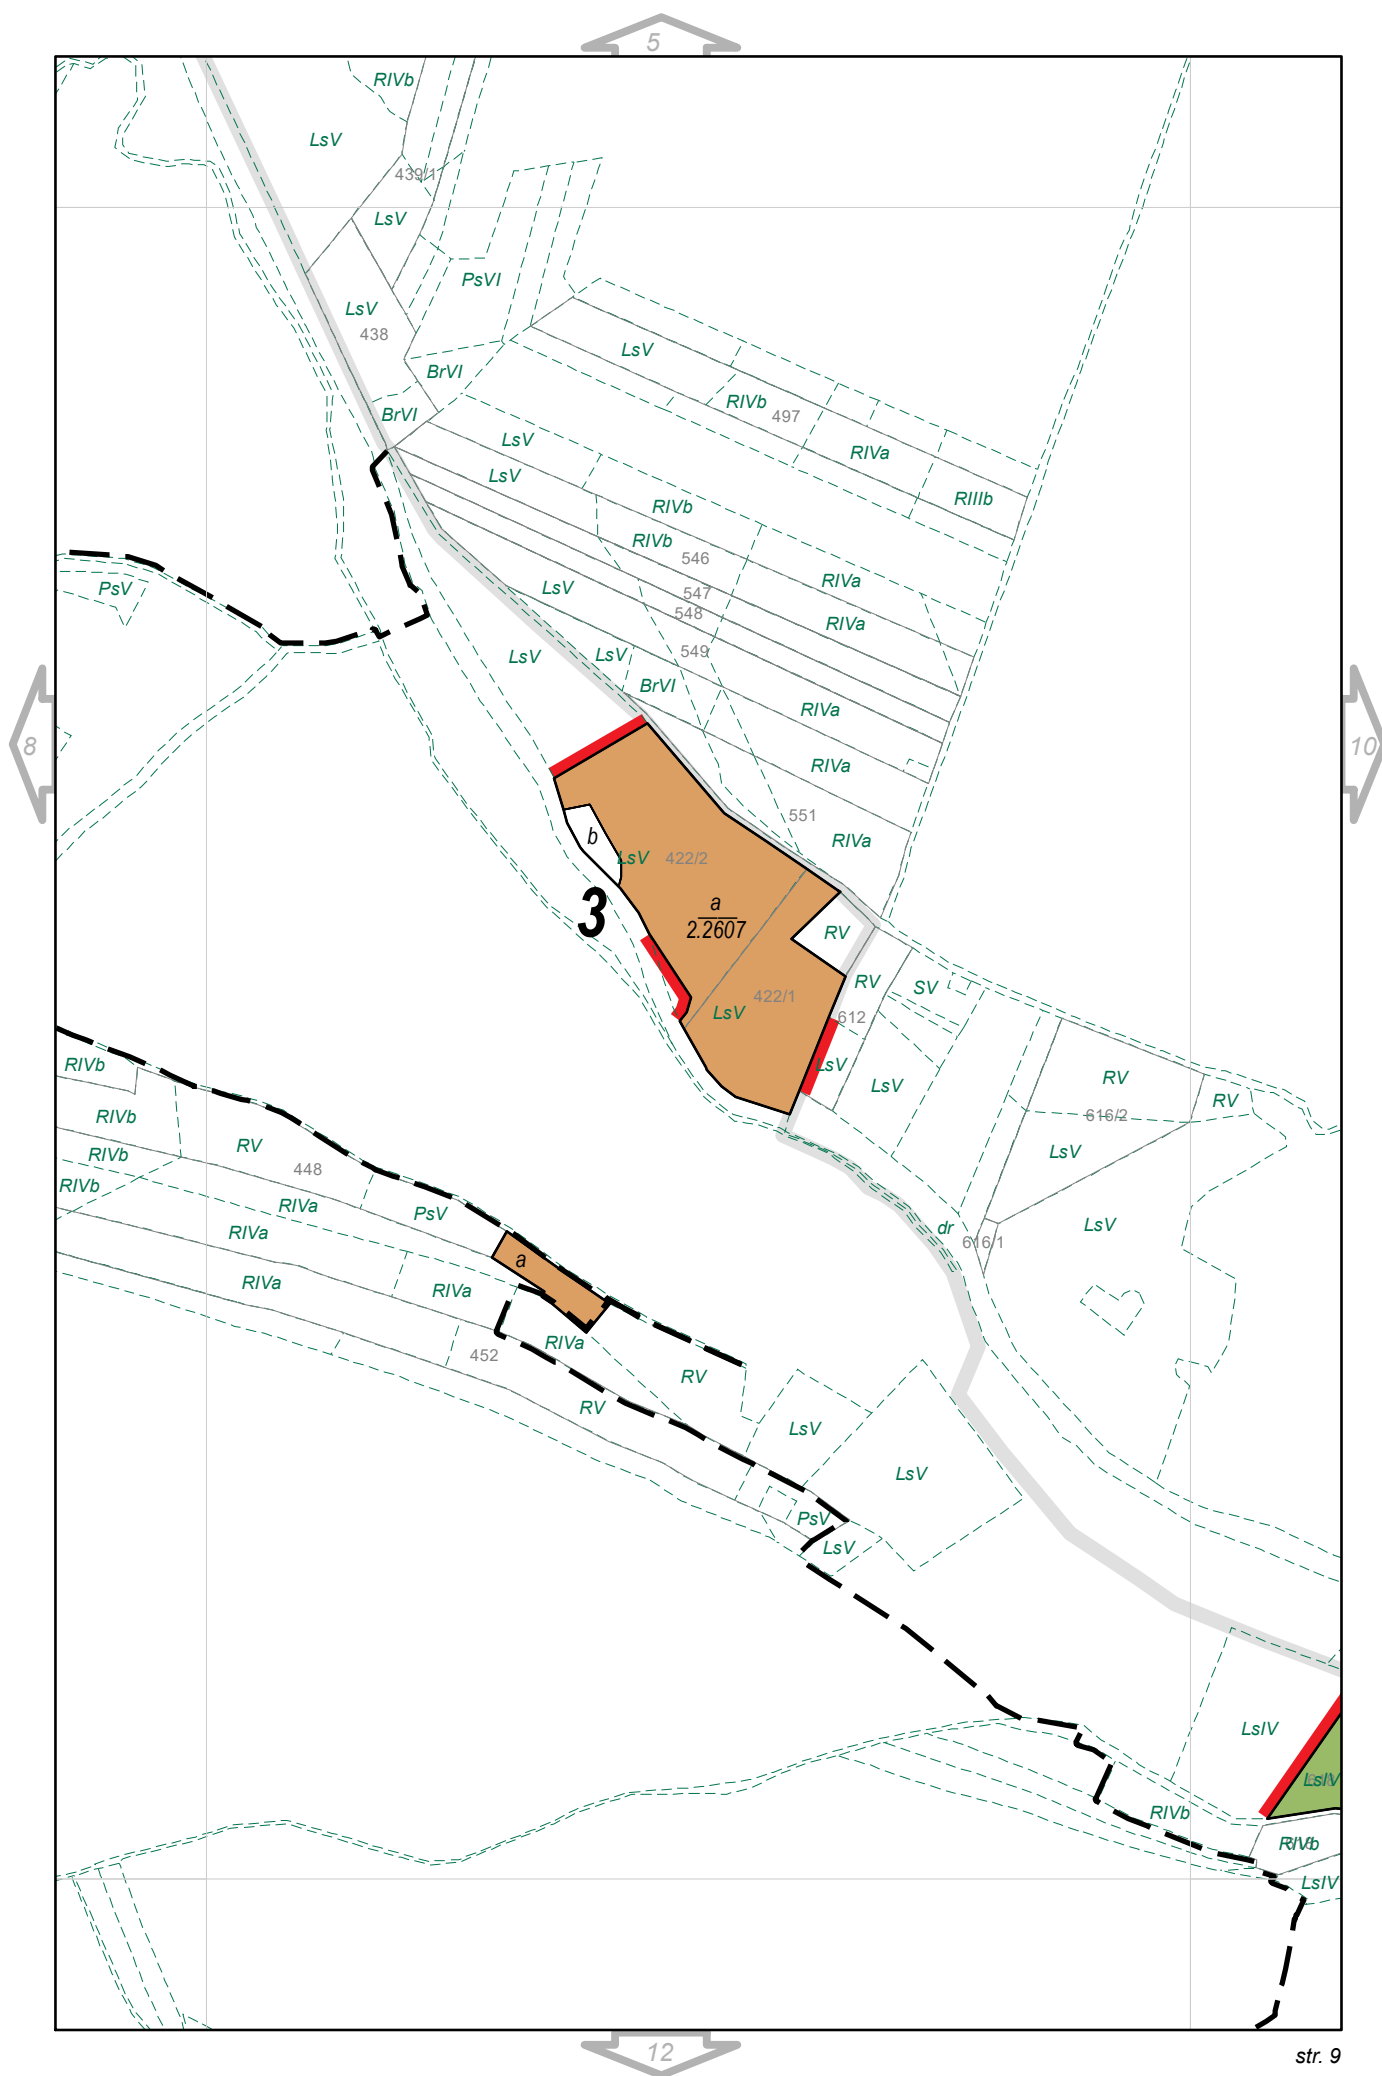 5
RIVb
LsV
439/1
LsV
PsVI
LsV
438
LsV
BrVI
RIVb
497
BrVI
LsV
RIVa
LsV
RIIIb
RIVb
RIVb
546
RIVa
PsV
LsV
547
548
RIVa
549
LsV
LsV
BrVI
RIVa
8
10
RIVa
551
b
LsV
422/2
RIVa
3
a
2.2607
RV
RV
SV
422/1
LsV
612
LsV
RIVb
LsV
RV
RV
RIVb
616/2
RV
LsV
RIVb
448
RIVb
RIVa
PsV
LsV
RIVa
dr
616/1
a
RIVa
RIVa
RIVa
452
RV
RV
LsV
LsV
PsV
LsV
LsIV
LsIV
RIVb
RIVb
LsIV
12
str. 9